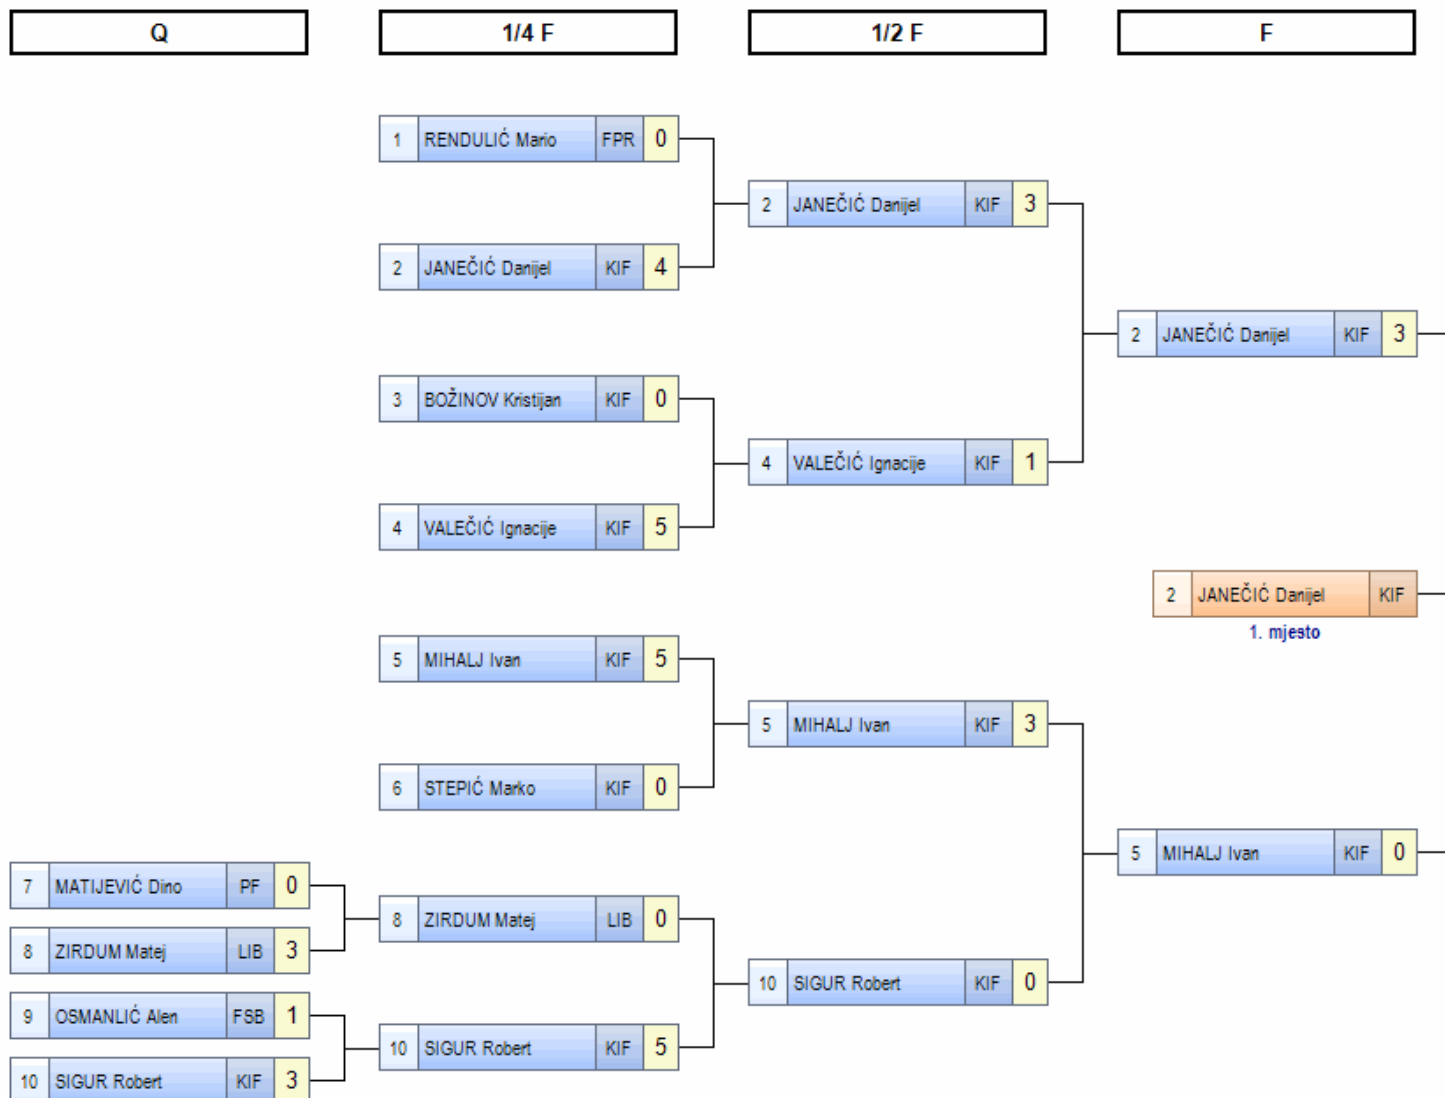 Q
1/4 F
1/2 F
F
1 RENDULIĆ Mario FPR 0
2 JANEČIĆ Danijel KIF 3
2 JANEČIĆ Danijel KIF 4
2 JANEČIĆ Danijel KIF 3
3 BOŽINOV Kristijan KIF 0
4 VALEČIĆ Ignacije KIF 1
4 VALEČIĆ Ignacije KIF 5
2 JANEČIĆ Danijel KIF
1. mjesto
5 MIHALJ Ivan KIF 5
5 MIHALJ Ivan KIF 3
6 STEPIĆ Marko KIF 0
5 MIHALJ Ivan KIF 0
7 MATIJEVIĆ Dino PF 0
8 ZIRDUM Matej LIB 0
8 ZIRDUM Matej LIB 3
10 SIGUR Robert KIF 0
9 OSMANLIĆ Alen FSB 1
10 SIGUR Robert KIF 5
10 SIGUR Robert KIF 3